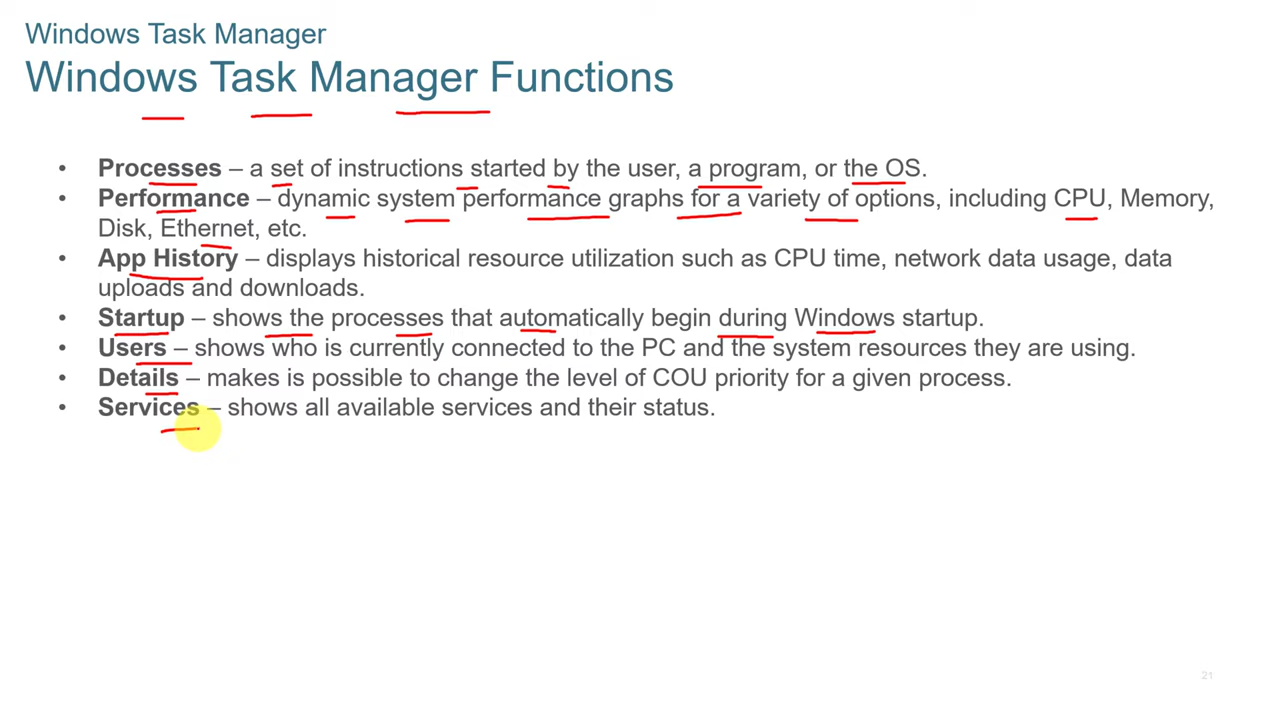 Windows Task Manager
Windows Task Manager Functions
• Processes – a set of instructions started by the user, a program, or the OS.
• Performance – dynamic system performance graphs for a variety of options, including CPU, Memory,
Disk, Ethernet, etc.
• App History – displays historical resource utilization such as CPU time, network data usage, data
uploads and downloads.
• Startup – shows the processes that automatically begin during Windows startup.
• Users – shows who is currently connected to the PC and the system resources they are using.
• Details – makes is possible to change the level of COU priority for a given process.
• Services – shows all available services and their status.
21